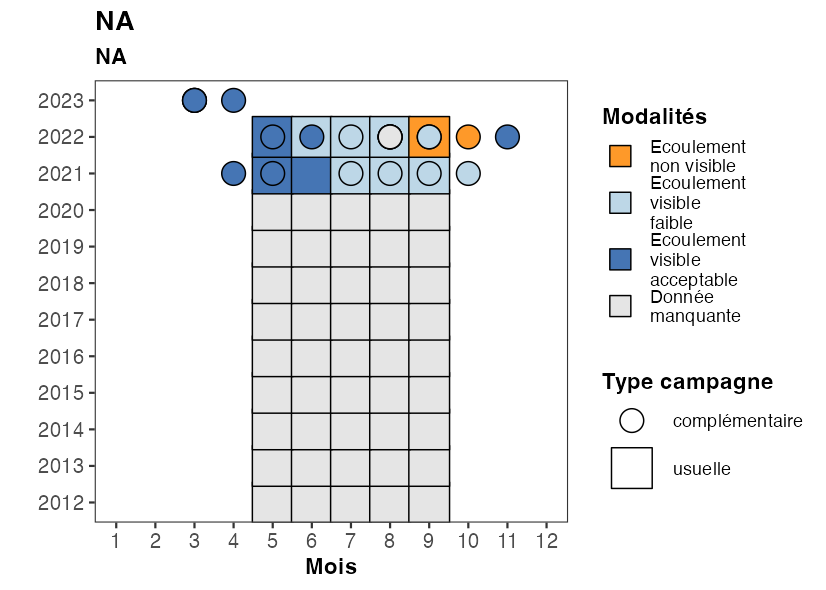 NA
NA
2023
2022
2021
2020
2019
2018
2017
2016
2015
2014
2013
2012
1 2 3 4 5 6 7 8 9 10 11 12
Mois
Modalités
Ecoulement
non visible
Ecoulement
visible
faible
Ecoulement
visible
acceptable
Donnée
manquante
Type campagne
complémentaire
usuelle